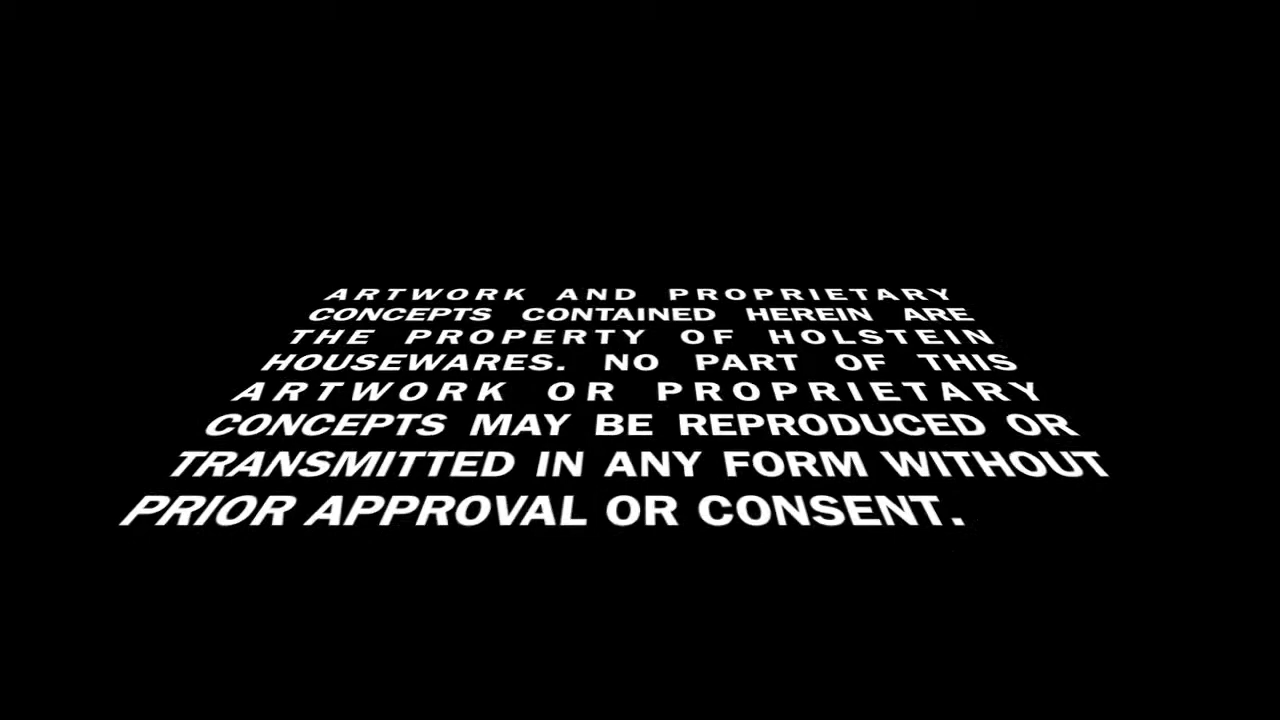 ARTWORK AND PROPRIETARY
CONCEPTS CONTAINED HEREIN ARE
THE PROPERTY OF HOLSTEIN
HOUSEWARES. NO PART OF THIS
ARTWORK OR PROPRIETARY
CONCEPTS MAY BE REPRODUCED OR
TRANSMITTED IN ANY FORM WITHOUT
PRIOR APPROVAL OR CONSENT.